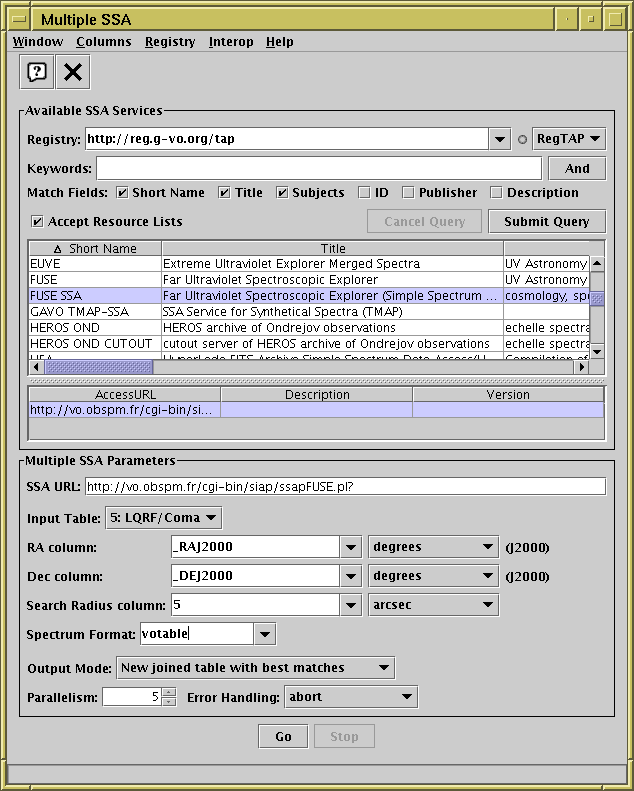 Multiple SSA
Window Columns Registry Interop Help
Available SSA Services
Registry: http://reg.g-vo.org/tap RegTAP
Keywords: And
Match Fields: Short Name Title Subjects ID Publisher Description
Accept Resource Lists Cancel Query Submit Query
Short Name Title
EUVE Extreme Ultraviolet Explorer Merged Spectra UV Astronomy
FUSE Far Ultraviolet Spectroscopic Explorer UV Astronomy
FUSE SSA Far Ultraviolet Spectroscopic Explorer (Simple Spectrum ... cosmology, spe
GAVO TMAP-SSA SSA Service for Synthetical Spectra (TMAP)
HEROS OND HEROS archive of Ondrejov observations echelle spectra
HEROS OND CUTOUT cutout server of HEROS archive of Ondrejov observations echelle spectra
AccessURL Description Version
http://vo.obspm.fr/cgi-bin/si...
Multiple SSA Parameters
SSA URL: http://vo.obspm.fr/cgi-bin/siap/ssapFUSE.pl?
Input Table: 5: LQRF/Coma
RA column: _RAJ2000 degrees (J2000)
Dec column: _DEJ2000 degrees (J2000)
Search Radius column: 5 arcsec
Spectrum Format: votable
Output Mode: New joined table with best matches
Parallelism: 5 Error Handling: abort
Go Stop